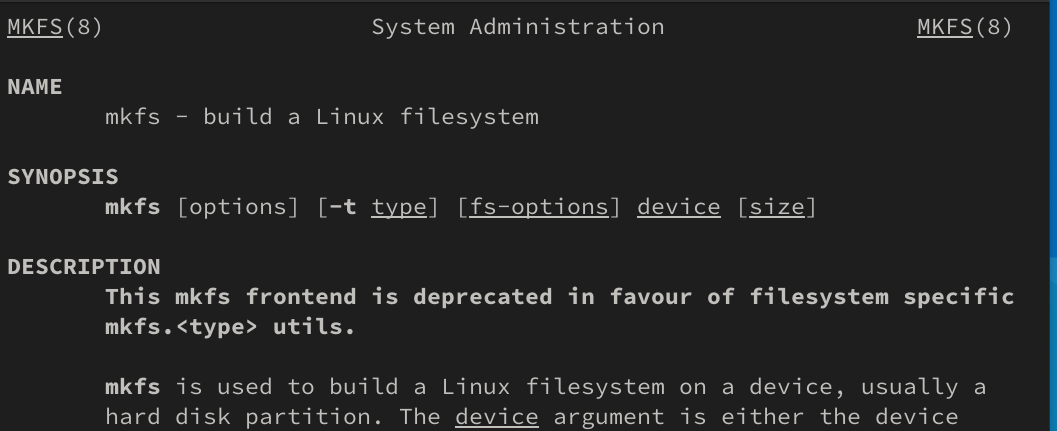 MKFS(8) System Administration MKFS(8)
NAME
mkfs - build a Linux filesystem
SYNOPSIS
mkfs [options] [-t type] [fs-options] device [size]
DESCRIPTION
This mkfs frontend is deprecated in favour of filesystem specific
mkfs.<type> utils.
mkfs is used to build a Linux filesystem on a device, usually a
hard disk partition. The device argument is either the device